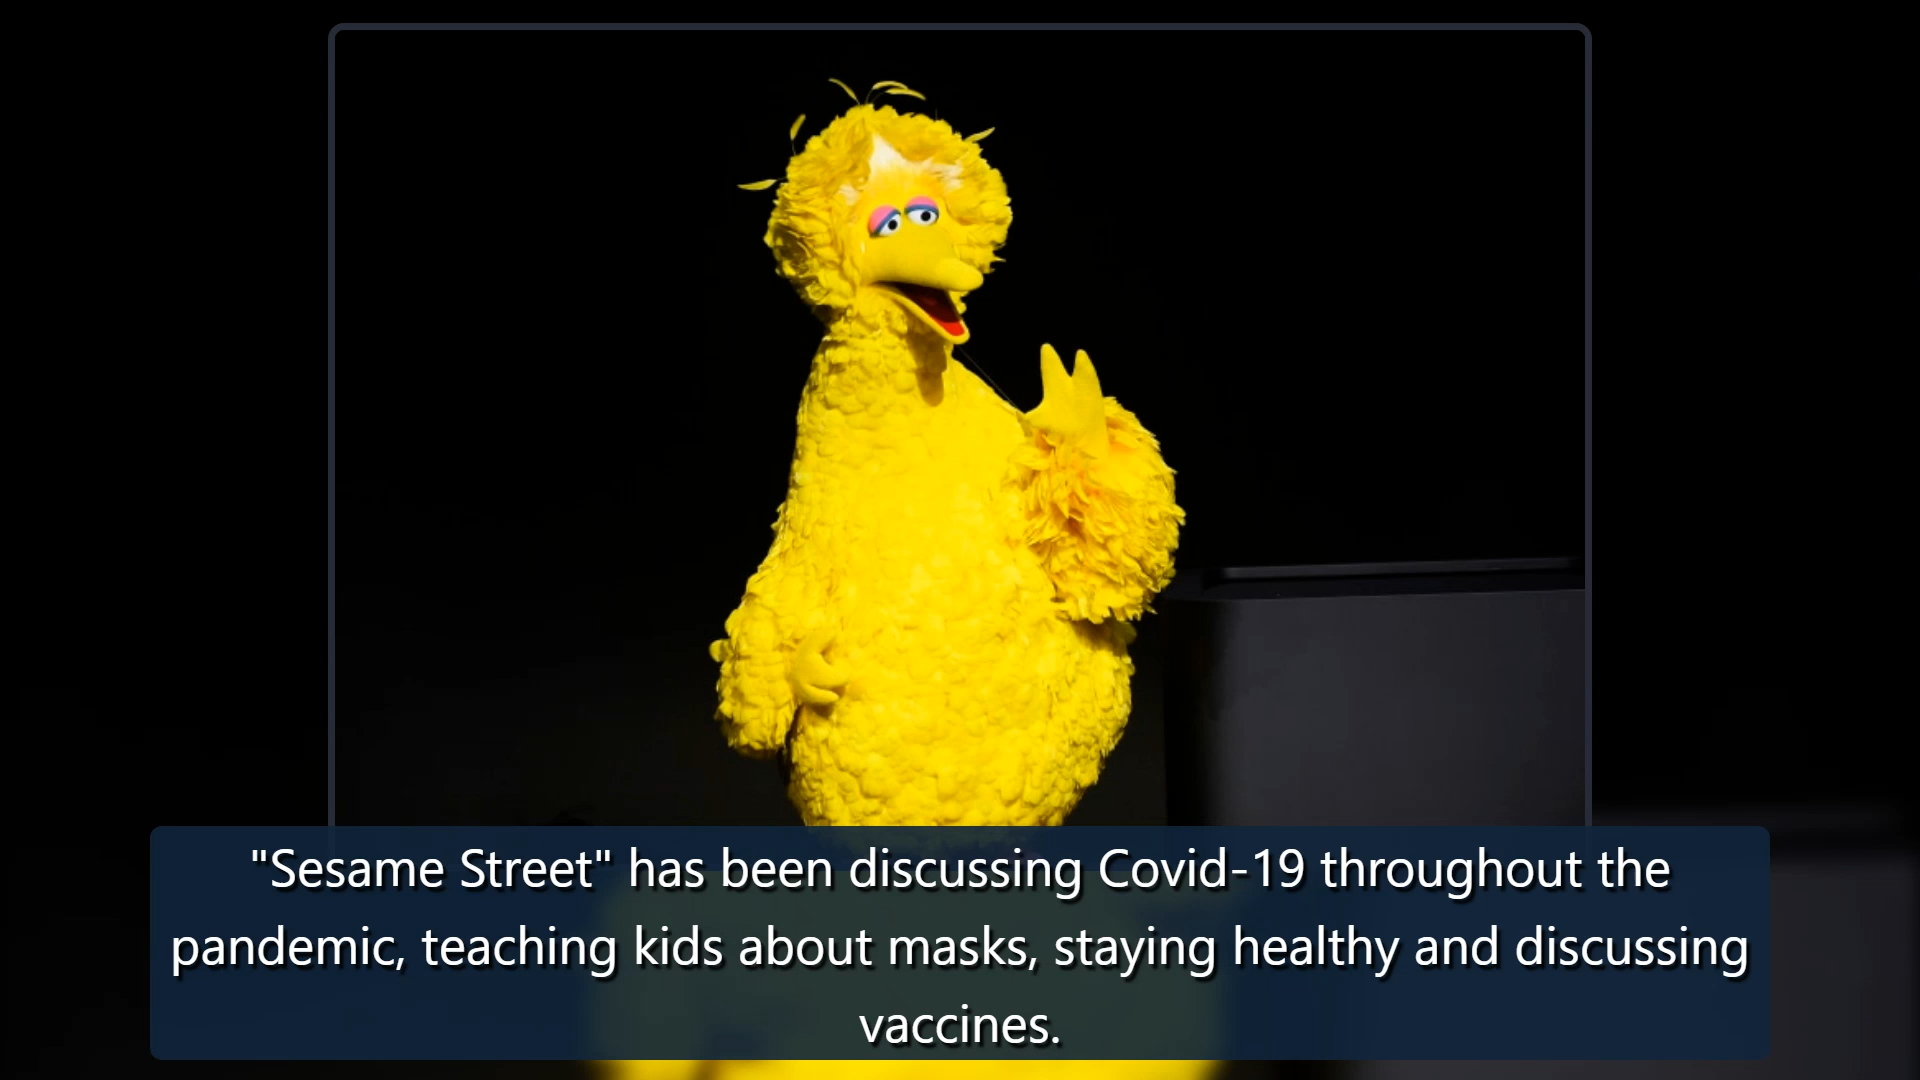 "Sesame Street" has been discussing Covid-19 throughout the
pandemic, teaching kids about masks, staying healthy and discussing
vaccines.